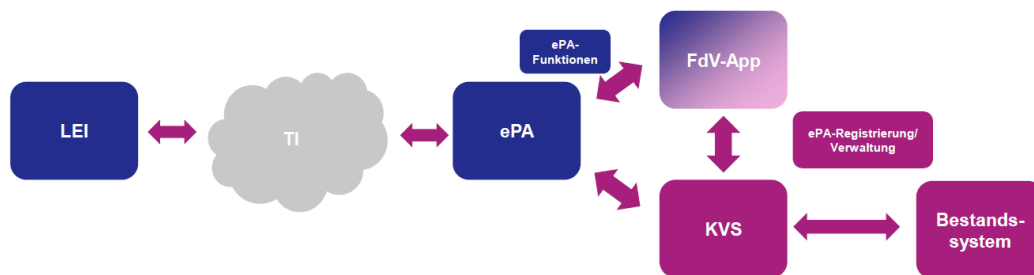 LEI
TI
ePA
ePA-
Funktionen
FdV-App
ePA-Registrierung/
Verwaltung
KVS
Bestands-
system